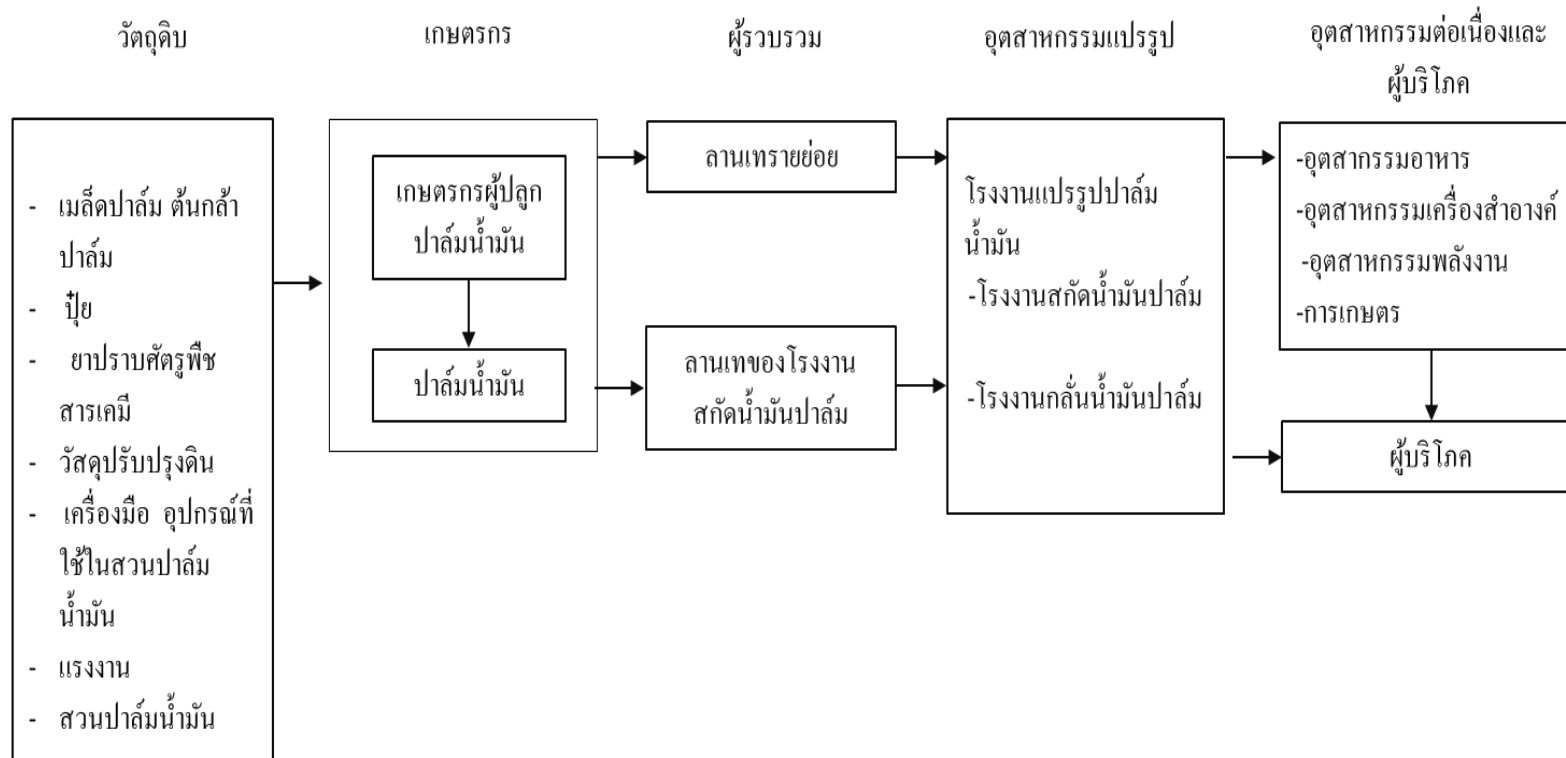 วัตถุดิบ
เกษตรกร
ผู้รวบรวม
อุตสาหกรรมแปรรูป
อุตสาหกรรมต่อเนื่องและ
ผู้บริโภค
- เมล็ดปาล์ม ต้นกล้า
ปาล์ม
- ปุ๋ย
- ยาปราบศัตรูพืช
สารเคมี
- วัสดุปรับปรุงดิน
- เครื่องมือ อุปกรณ์ที่
ใช้ในสวนปาล์ม
น้ำมัน
- แรงงาน
- สวนปาล์มน้ำมัน
เกษตรกรผู้ปลูก
ปาล์มน้ำมัน
ปาล์มน้ำมัน
ลานเทรายย่อย
ลานเทของโรงงาน
สกัดน้ำมันปาล์ม
โรงงานแปรรูปปาล์ม
น้ำมัน
-โรงงานสกัดน้ำมันปาล์ม
-โรงงานกลั่นน้ำมันปาล์ม
-อุตสากรรมอาหาร
-อุตสาหกรรมเครื่องสำอางค์
-อุตสาหกรรมพลังงาน
-การเกษตร
ผู้บริโภค